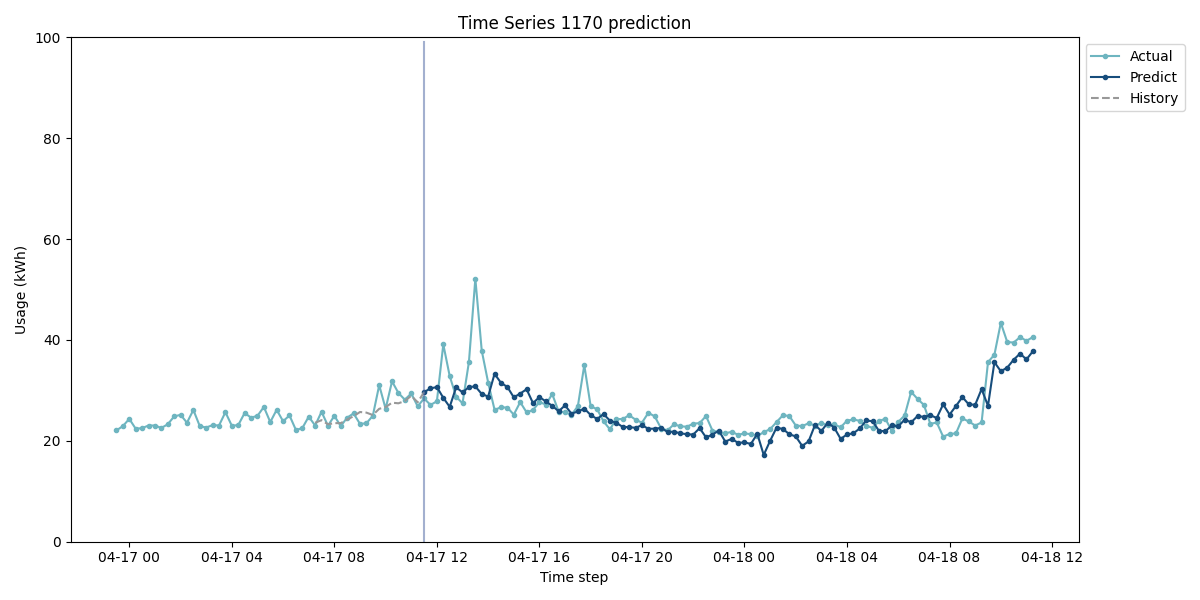 Time Series 1170 prediction
100
80
60
40
20
0
Usage (kWh)
04-17 00
04-17 04
04-17 08
04-17 12
04-17 16
04-17 20
04-18 00
04-18 04
04-18 08
04-18 12
Time step
Actual
Predict
History